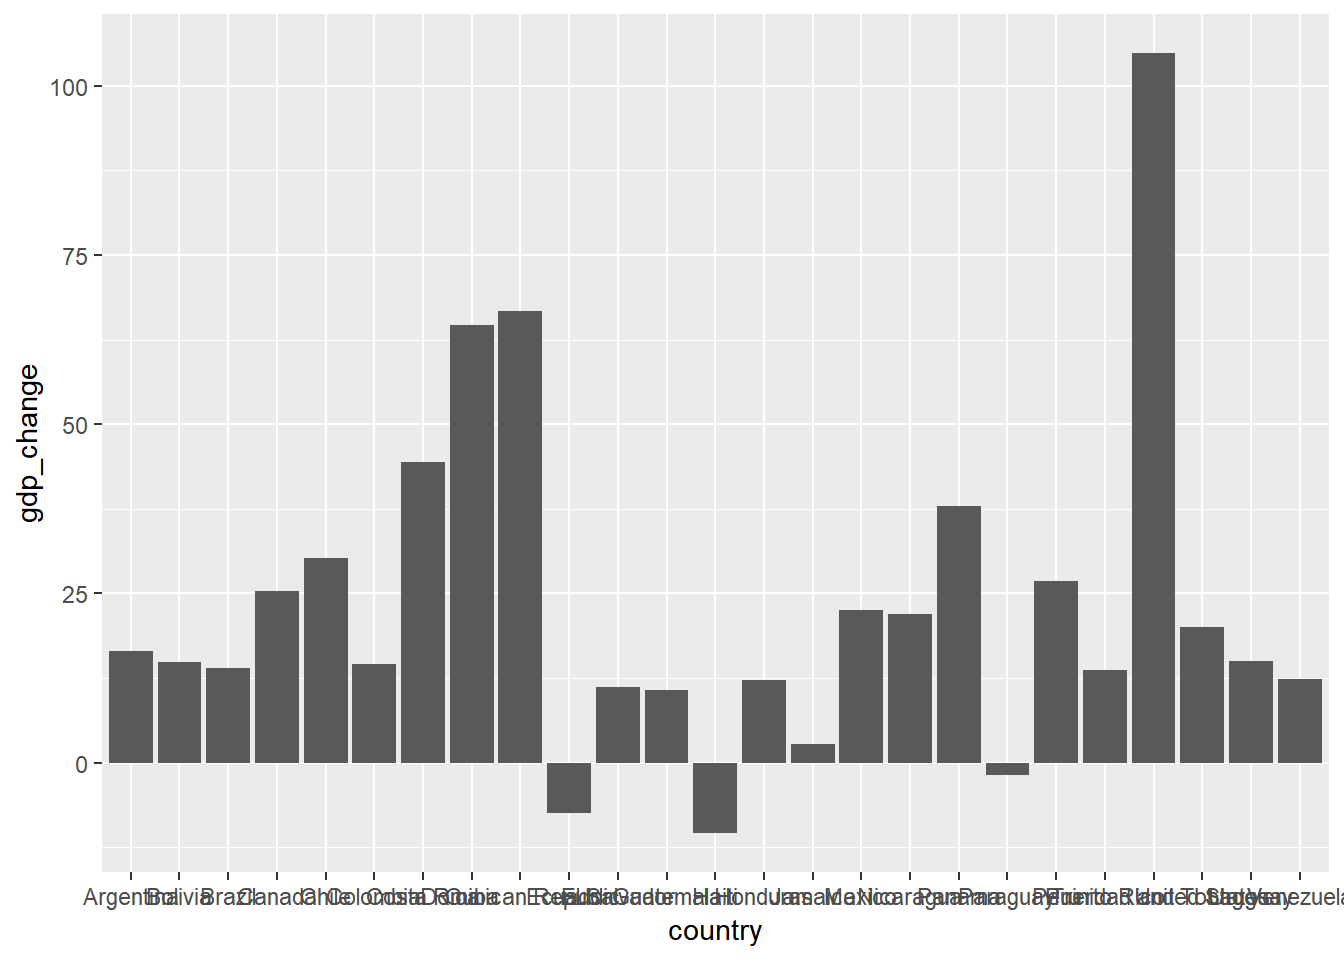 100
75
50
25
0
gdp_change
Argentina Bolivia Brazil Canada Chile Colombia Costa Rica Cuba Dominican Republic Ecuador El Salvador Guatemala Haiti Honduras Jamaica Mexico Nicaragua Panama Paraguay Peru Puerto Rico Trinidad and Tobago United States Uruguay Venezuela
country